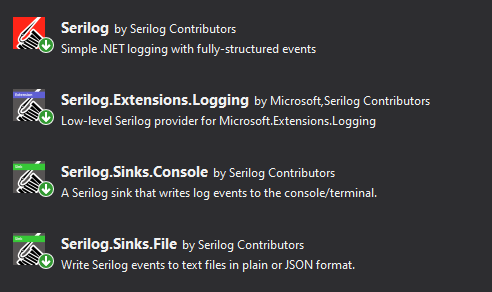 Serilog by Serilog Contributors
Simple .NET logging with fully-structured events
Extension
Serilog.Extensions.Logging by Microsoft,Serilog Contributors
Low-level Serilog provider for Microsoft.Extensions.Logging
Sink
Serilog.Sinks.Console by Serilog Contributors
A Serilog sink that writes log events to the console/terminal.
Sink
Serilog.Sinks.File by Serilog Contributors
Write Serilog events to text files in plain or JSON format.